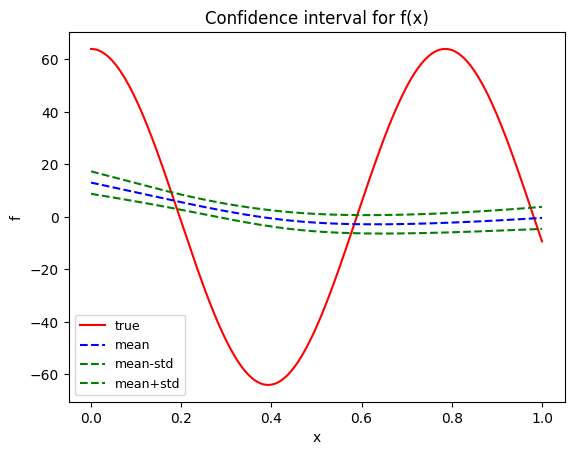 Confidence interval for f(x)
f
60
40
20
0
−20
−40
−60
true
mean
mean-std
mean+std
0.0
0.2
0.4
0.6
0.8
1.0
x